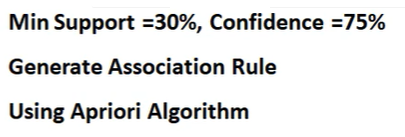 Min Support =30%, Confidence =75%
Generate Association Rule
Using Apriori Algorithm